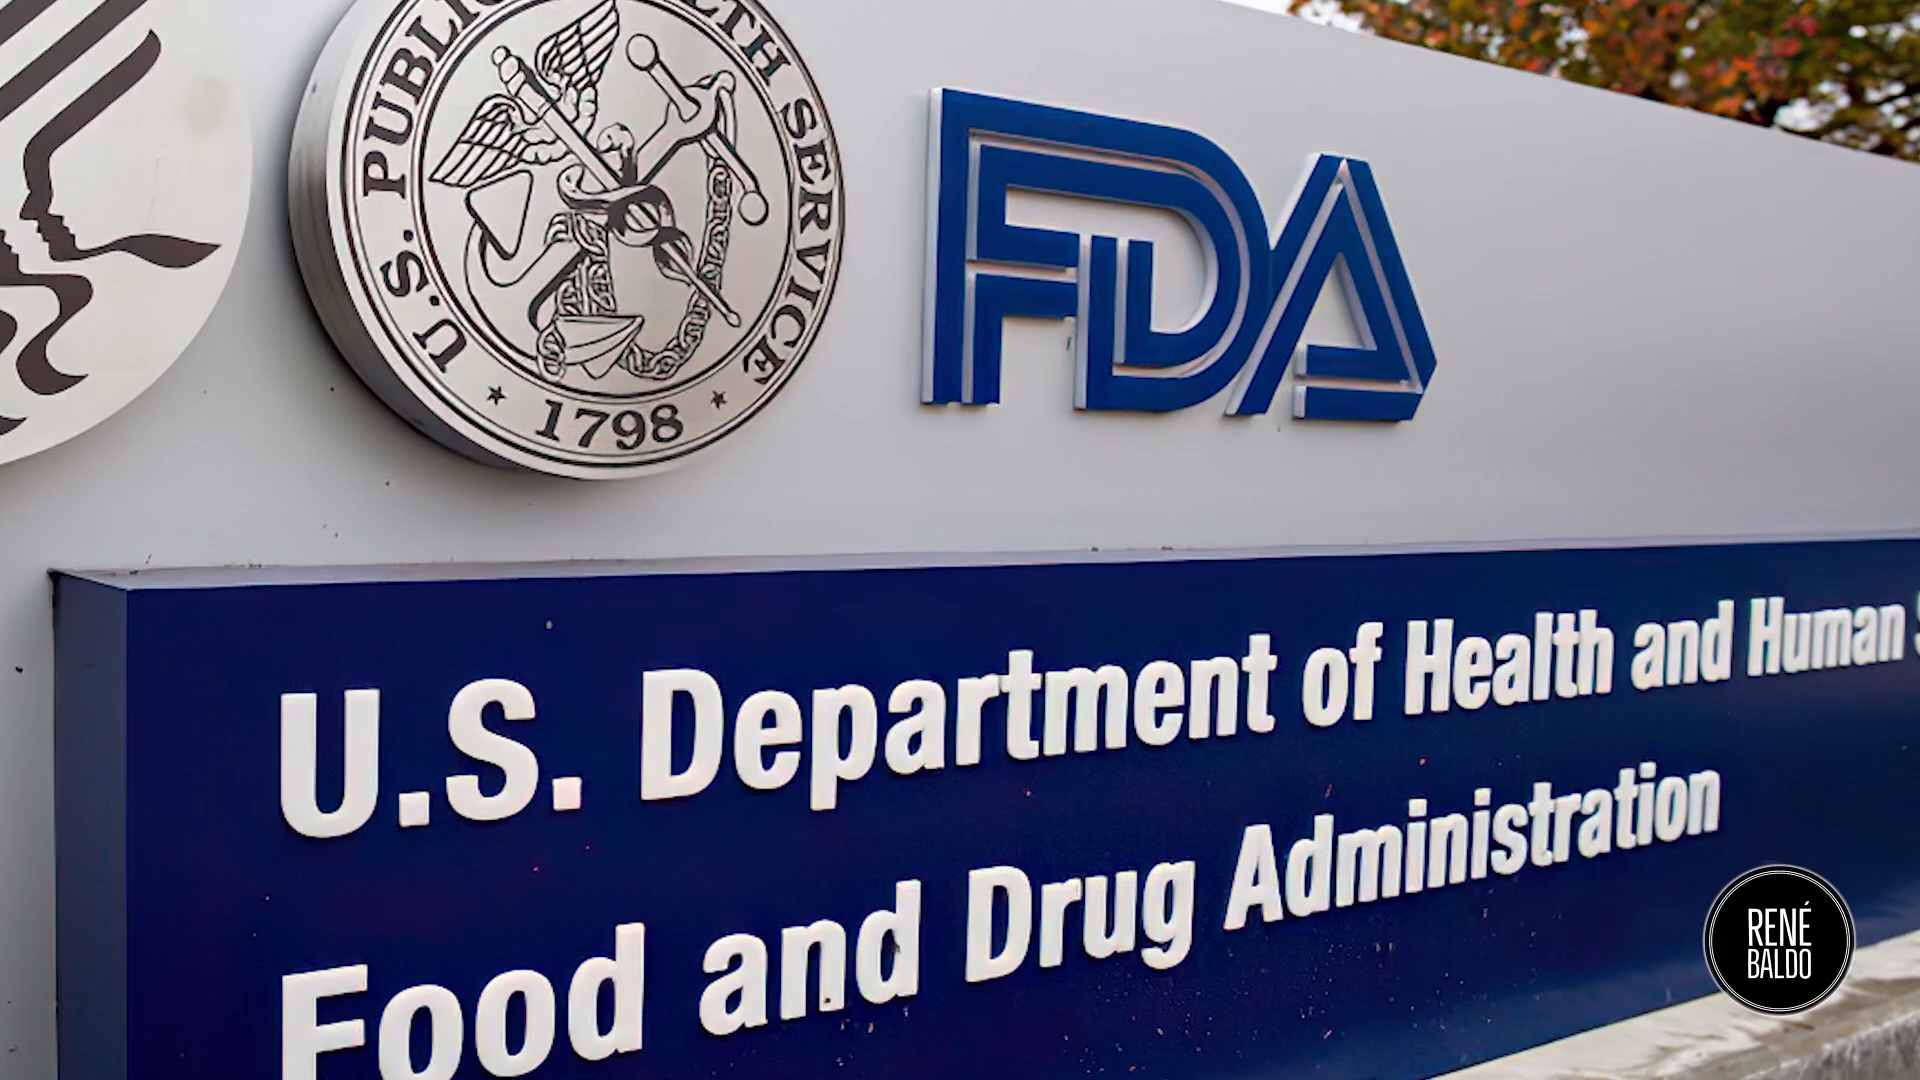 U.S. PUBLIC HEALTH SERVICE
1798
FDA
U.S. Department of Health and Human
Food and Drug Administration
RENÉ
BALDO